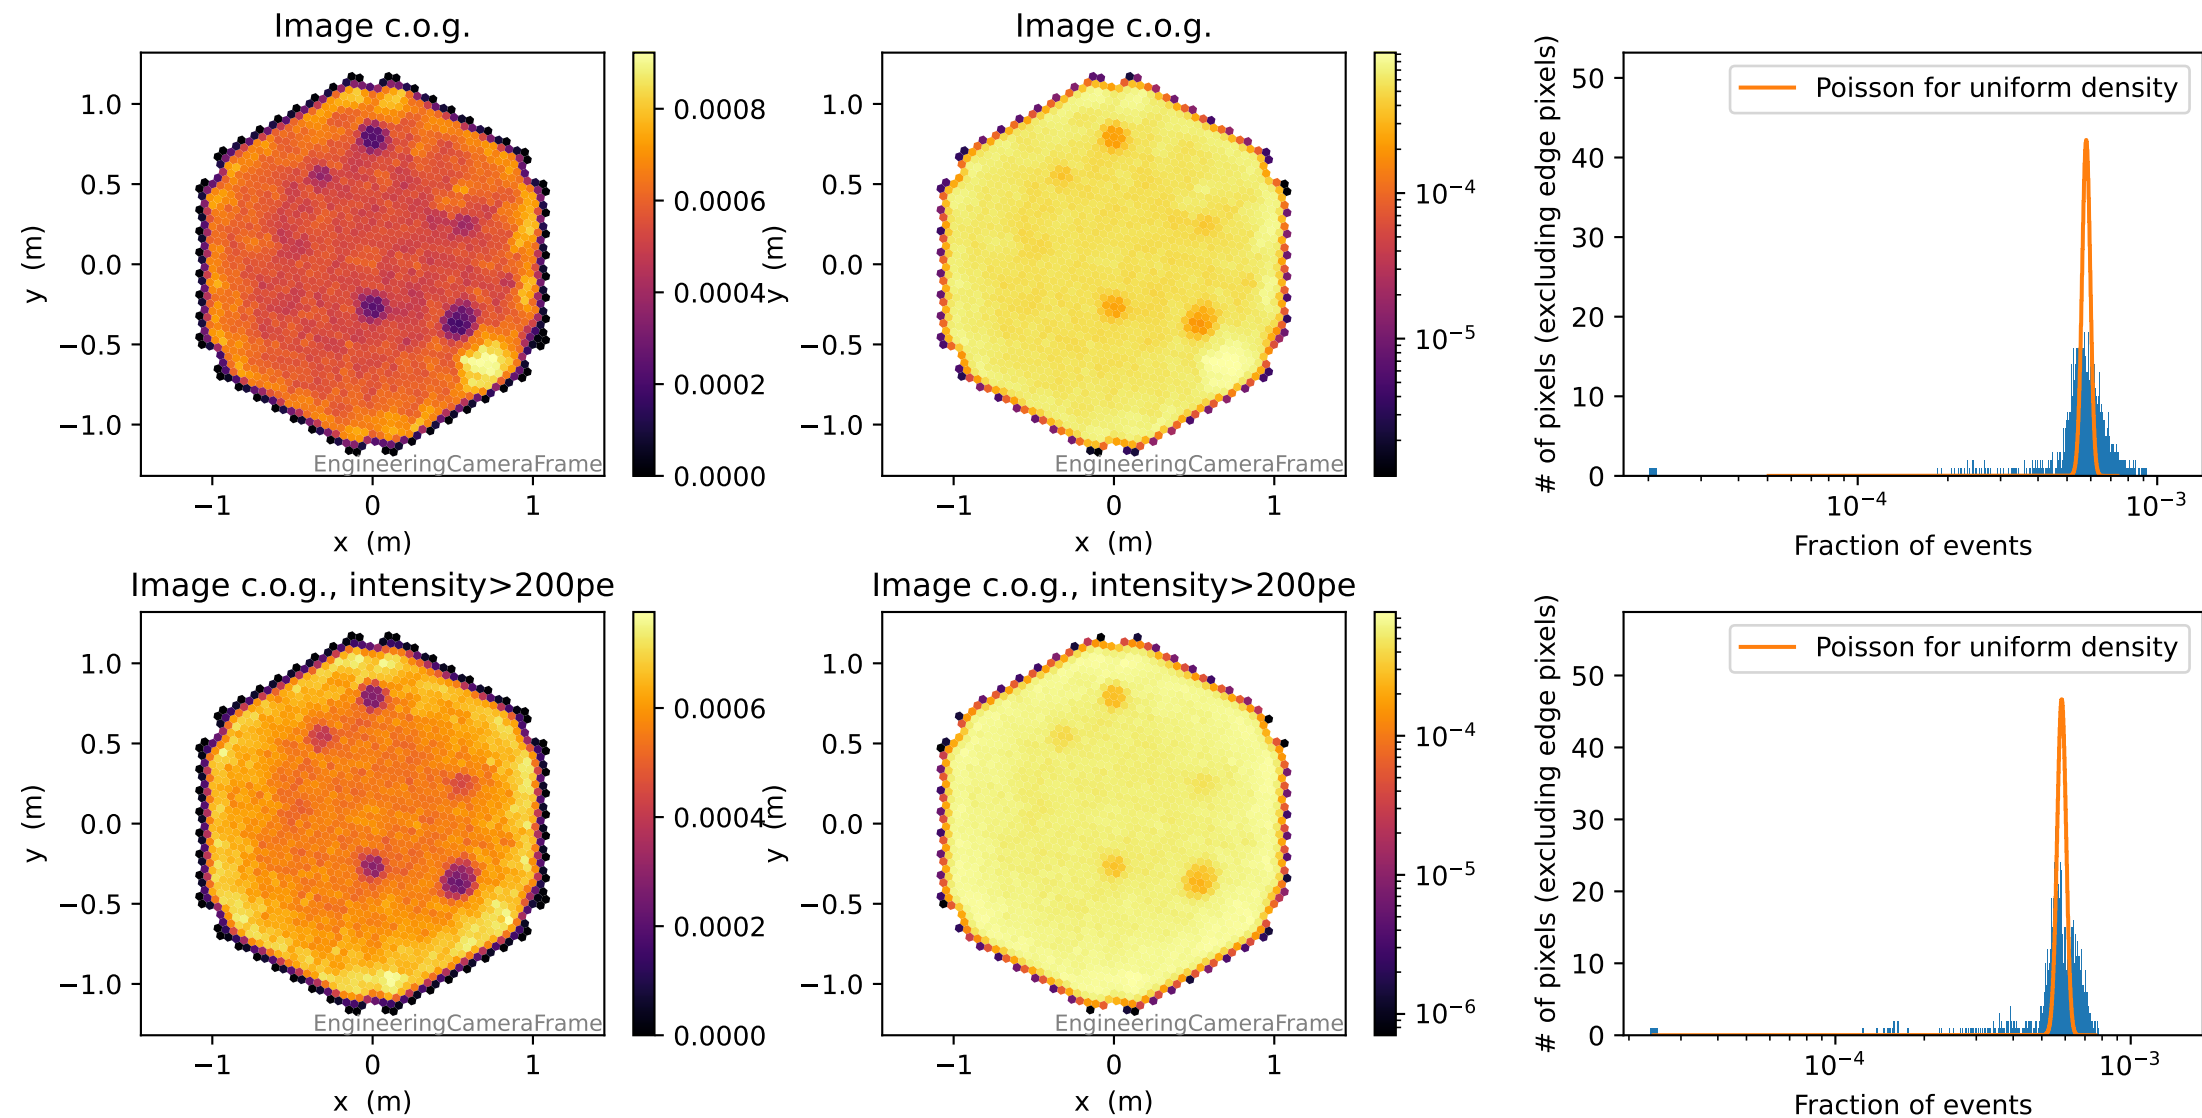 Image c.o.g.
1.0
0.5
0.0
−0.5
−1.0
y (m)
−1
0
1
x (m)
EngineeringCameraFrame
0.0008
0.0006
0.0004
0.0002
0.0000
Image c.o.g.
1.0
0.5
0.0
−0.5
−1.0
y (m)
−1
0
1
x (m)
EngineeringCameraFrame
10⁻⁴
10⁻⁵
Poisson for uniform density
50
40
30
20
10
0
# of pixels (excluding edge pixels)
10⁻⁴
10⁻³
Fraction of events
Image c.o.g., intensity>200pe
1.0
0.5
0.0
−0.5
−1.0
y (m)
−1
0
1
x (m)
EngineeringCameraFrame
0.0006
0.0004
0.0002
0.0000
Image c.o.g., intensity>200pe
1.0
0.5
0.0
−0.5
−1.0
y (m)
−1
0
1
x (m)
EngineeringCameraFrame
10⁻⁴
10⁻⁵
10⁻⁶
Poisson for uniform density
50
40
30
20
10
0
# of pixels (excluding edge pixels)
10⁻⁴
10⁻³
Fraction of events